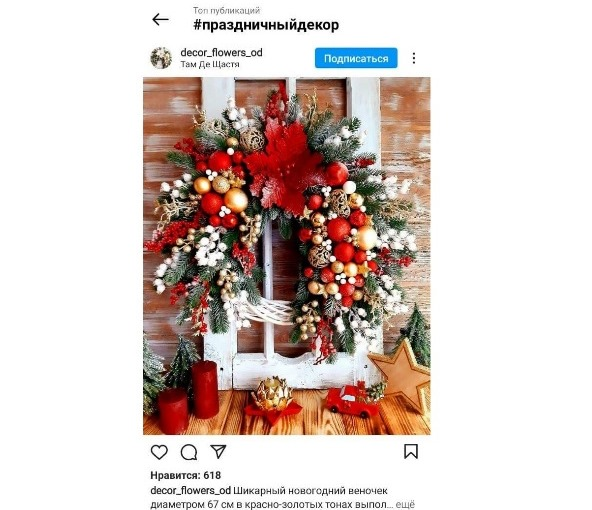 Топ публикаций
#праздничныйдекор
decor_flowers_od
Там Де Щастя
Подписаться
Нравится: 618
decor_flowers_od Шикарный новогодний веночек
диаметром 67 см в красно-золотых тонах выпол... ещё